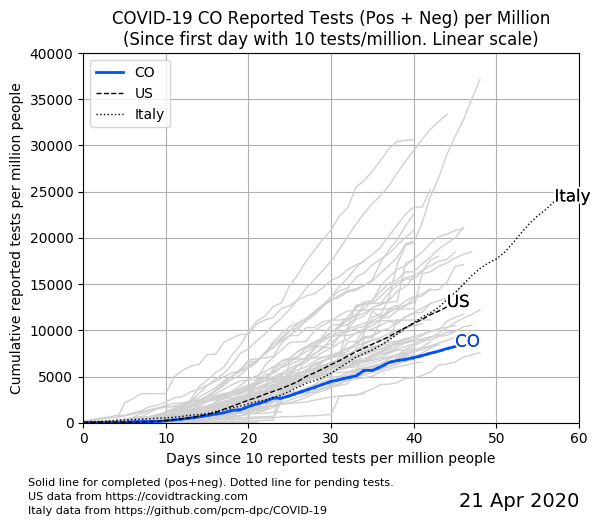 COVID-19 CO Reported Tests (Pos + Neg) per Million
(Since first day with 10 tests/million. Linear scale)
Cumulative reported tests per million people
40000
35000
30000
25000
20000
15000
10000
5000
0
CO
US
Italy
Italy
US
CO
0 10 20 30 40 50 60
Days since 10 reported tests per million people
Solid line for completed (pos+neg). Dotted line for pending tests.
US data from https://covidtracking.com
Italy data from https://github.com/pcm-dpc/COVID-19
21 Apr 2020